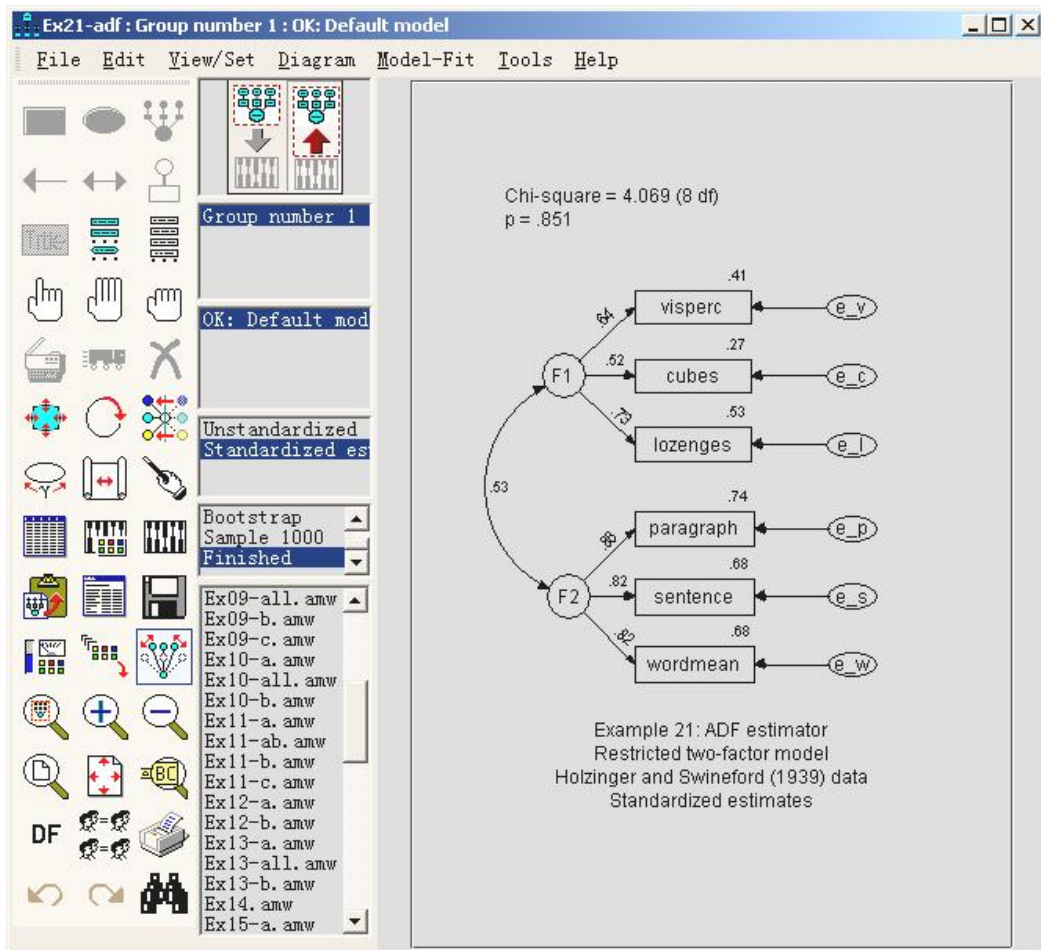 Ex21-adf : Group number 1 : OK: Default model
File Edit View/Set Diagram Model-Fit Tools Help
Title
DF
Group number 1
OK: Default mod
Unstandardized
Standardized es
Bootstrap
Sample 1000
Finished
Ex09-all.amw
Ex09-b.amw
Ex09-c.amw
Ex10-a.amw
Ex10-all.amw
Ex10-b.amw
Ex11-a.amw
Ex11-ab.amw
Ex11-b.amw
Ex11-c.amw
Ex12-a.amw
Ex12-b.amw
Ex13-a.amw
Ex13-all.amw
Ex13-b.amw
Ex14.amw
Ex15-a.amw
Chi-square = 4.069 (8 df)
p = .851
.41
.64 visperc e_v
.27
F1 .52 cubes e_c
.53
.73 lozenges e_l
.53
.74
paragraph e_p
.68
F2 .82 sentence e_s
.68
.82 wordmean e_w
Example 21: ADF estimator
Restricted two-factor model
Holzinger and Swineford (1939) data
Standardized estimates